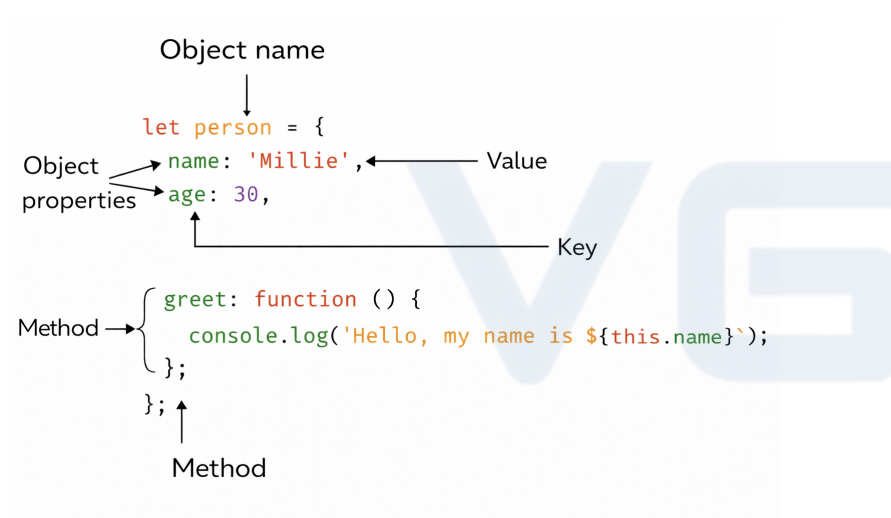 Object name
let person = {
Object
properties
name: 'Millie',
Value
age: 30,
Key
Method
greet: function () {
console.log('Hello, my name is ${this.name}`);
};
};
Method
VG